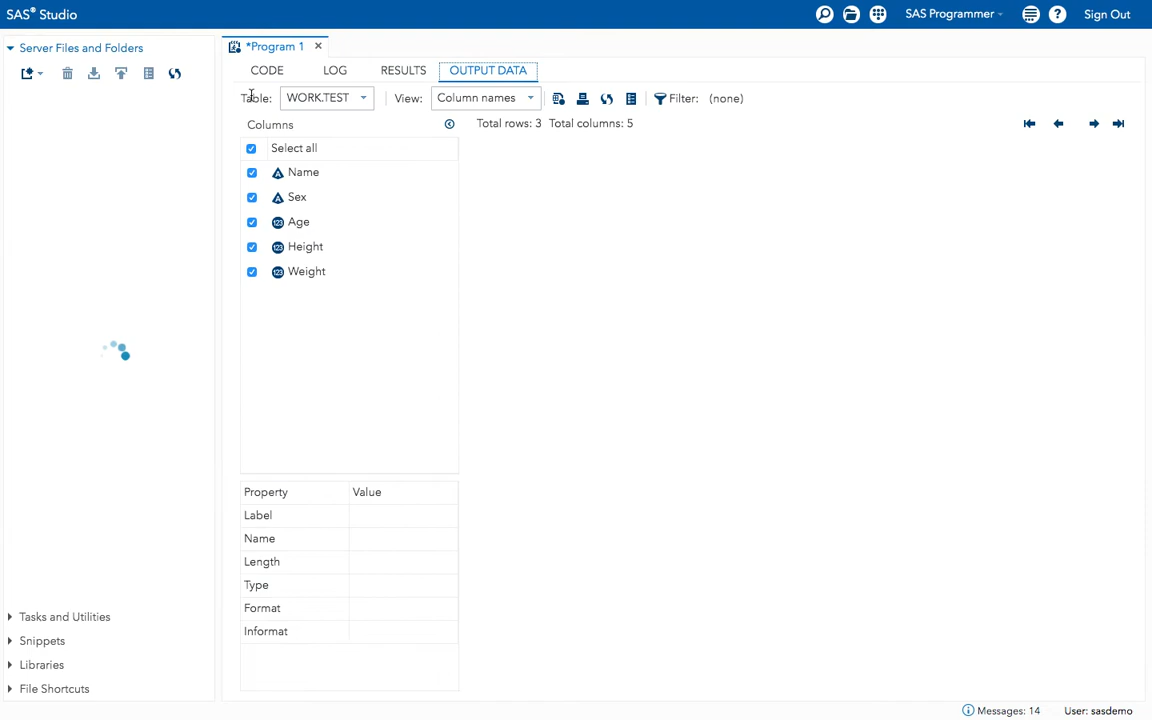 SAS® Studio
SAS Programmer
Sign Out
Server Files and Folders
*Program 1
CODE LOG RESULTS OUTPUT DATA
Table: WORK.TEST View: Column names Filter: (none)
Columns
Total rows: 3 Total columns: 5
Select all
Name
Sex
Age
Height
Weight
Property Value
Label
Name
Length
Type
Format
Informat
Tasks and Utilities
Snippets
Libraries
File Shortcuts
Messages: 14 User: sasdemo